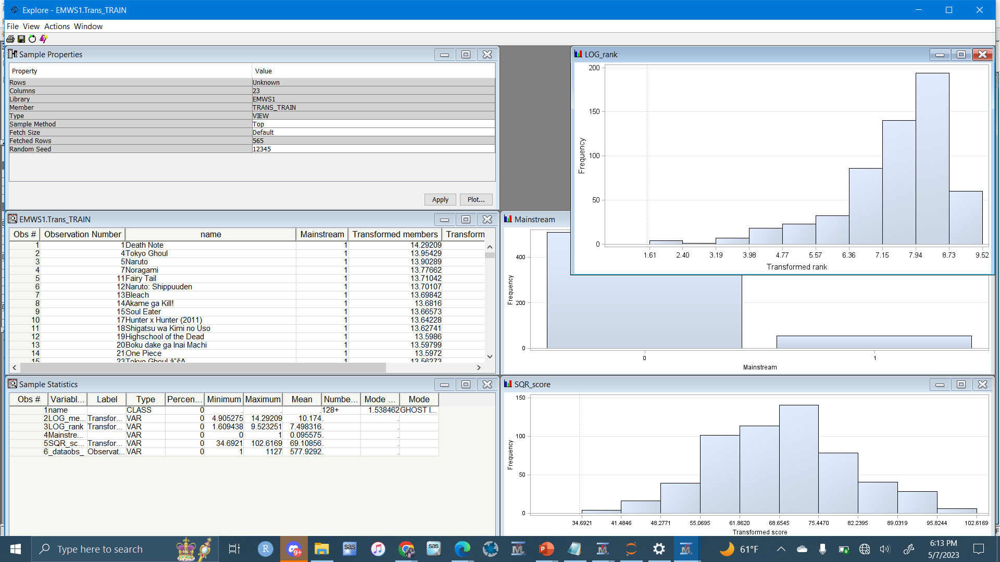 Explore - EMWS1.Trans_TRAIN
File View Actions Window
Sample Properties
Property Value
Rows Unknown
Columns 23
Library EMWS1
Member TRANS_TRAIN
Type VIEW
Sample Method Top
Fetch Size Default
Fetched Rows 565
Random Seed 12345
Apply Plot...
LOG_rank
200
150
100
50
0
Frequency
1.61 2.40 3.19 3.98 4.77 5.57 6.36 7.15 7.94 8.73 9.52
Transformed rank
EMWS1.Trans_TRAIN
Obs # Observation Number name Mainstream Transformed members Transform
1 1 Death Note 1 14.29209
2 4 Tokyo Ghoul 1 13.95429
3 5 Naruto 1 13.90289
4 7 Noragami 1 13.77662
5 11 Fairy Tail 1 13.71042
6 12 Naruto: Shippuuden 1 13.70107
7 13 Bleach 1 13.69842
8 14 Akame ga Kill! 1 13.6816
9 15 Soul Eater 1 13.66573
10 17 Hunter x Hunter (2011) 1 13.64228
11 18 Shigatsu wa Kimi no Uso 1 13.62741
12 19 Highschool of the Dead 1 13.5986
13 20 Boku dake ga Inai Machi 1 13.59799
14 21 One Piece 1 13.5972
15 23 Tokyo Ghoul âˆšA 1 13.56273
Mainstream
400
200
0
Frequency
0 1
Mainstream
Sample Statistics
Obs # Variabl... Label Type Percen... Minimum Maximum Mean Numbe... Mode ... Mode
1 name CLASS 0 . . . 128+ 1.538462 GHOST I...
2 LOG_me... Transfor... VAR 0 4.905275 14.29209 10.174 . .
3 LOG_rank Transfor... VAR 0 1.609438 9.523251 7.498316 . .
4 Mainstre... VAR 0 0 1 0.095575 . .
5 SQR_sc... Transfor... VAR 0 34.6921 102.6169 69.10856 . .
6 _dataobs_ Observat... VAR 0 1 1127 577.9292 . .
SQR_score
150
100
50
0
Frequency
34.6921 41.4846 48.2771 55.0695 61.8620 68.6545 75.4470 82.2395 89.0319 95.8244 102.6169
Transformed score
Type here to search
61°F
6:13 PM
5/7/2023